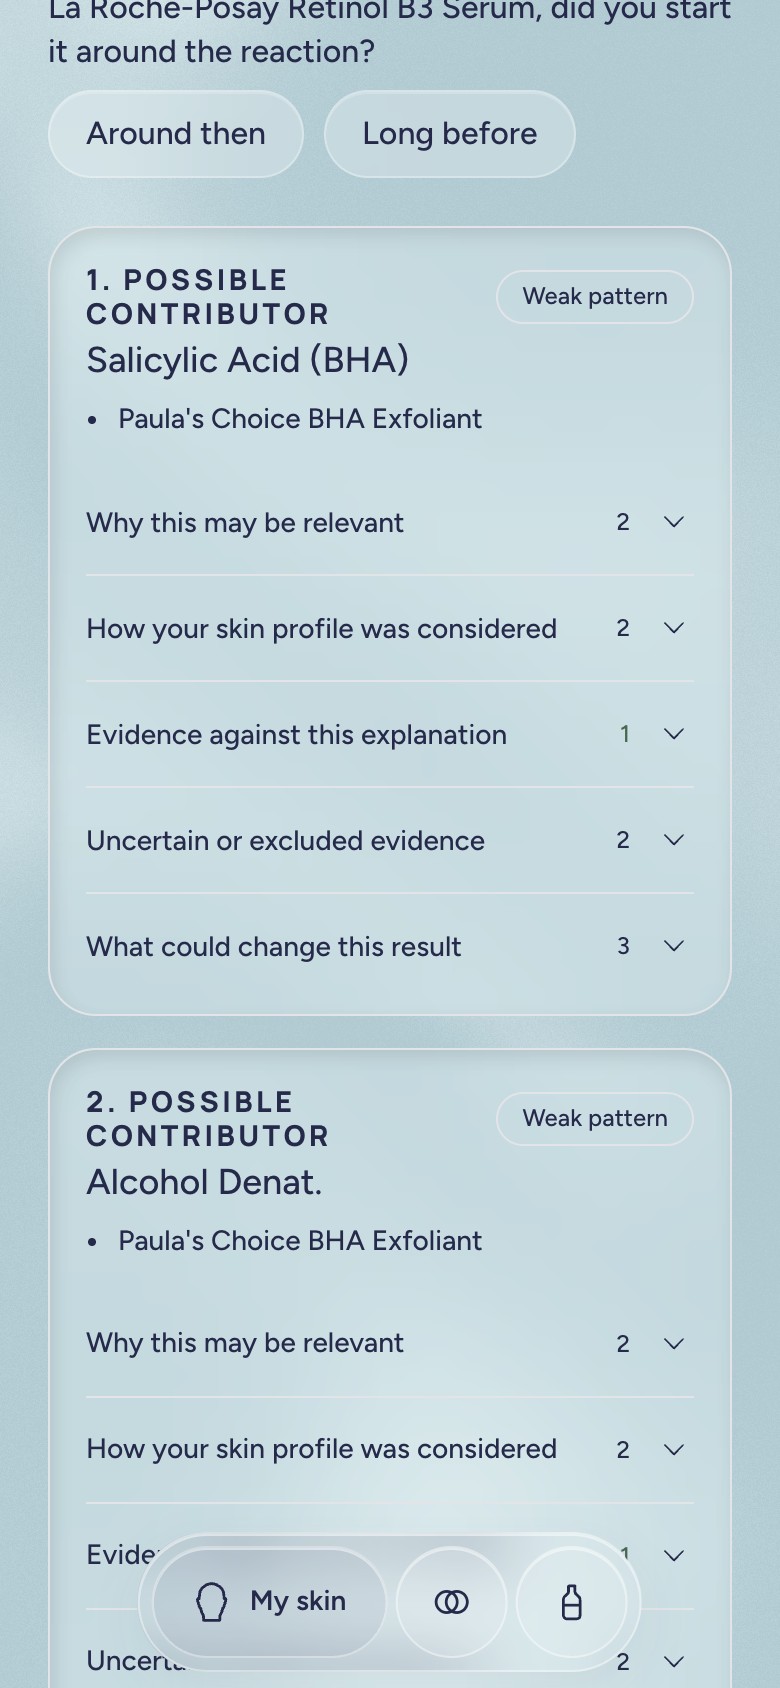 La Roche-Posay Retinol B3 Serum, did you start
it around the reaction?
Around then
Long before
1. POSSIBLE
CONTRIBUTOR
Weak pattern
Salicylic Acid (BHA)
• Paula's Choice BHA Exfoliant
Why this may be relevant 2
How your skin profile was considered 2
Evidence against this explanation 1
Uncertain or excluded evidence 2
What could change this result 3
2. POSSIBLE
CONTRIBUTOR
Weak pattern
Alcohol Denat.
• Paula's Choice BHA Exfoliant
Why this may be relevant 2
How your skin profile was considered 2
1
My skin
2